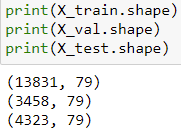 print(X_train.shape)
print(X_val.shape)
print(X_test.shape)
(13831, 79)
(3458, 79)
(4323, 79)